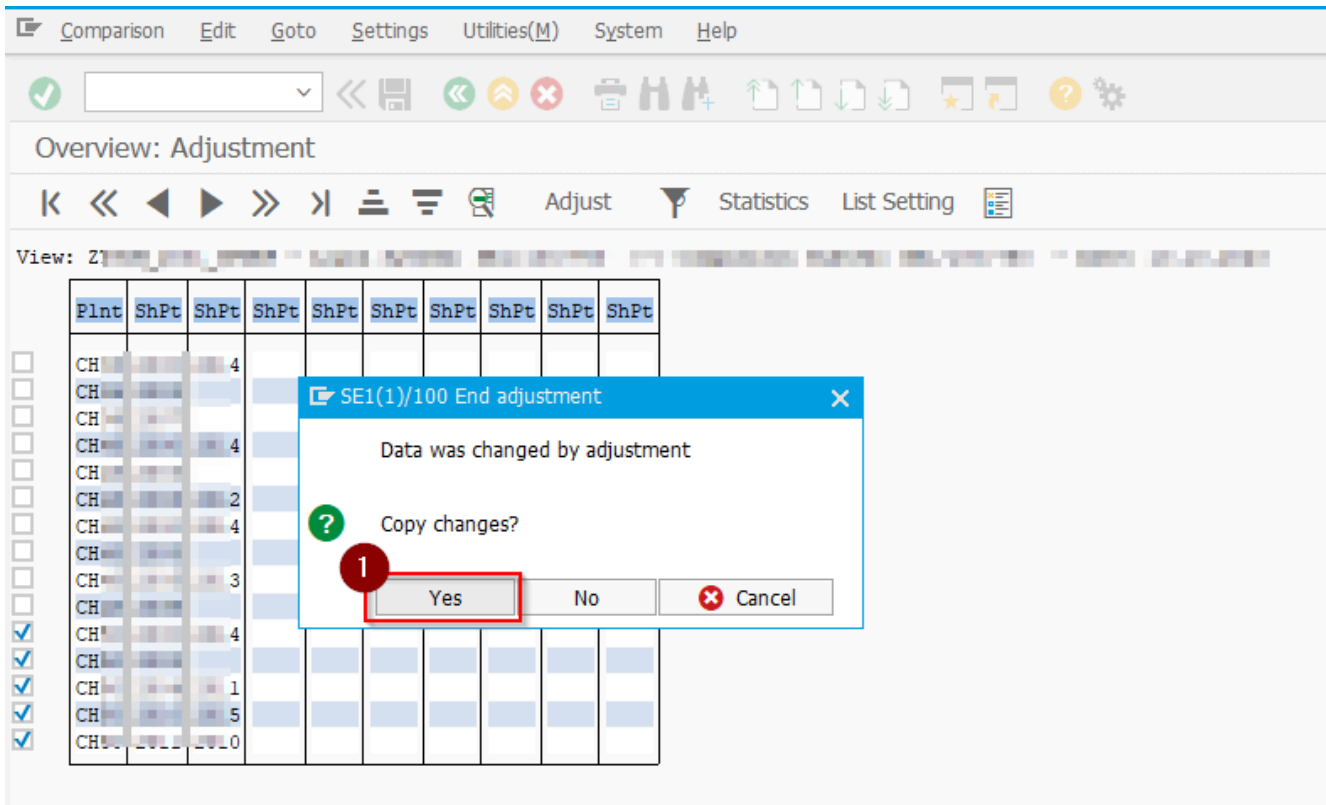 Comparison Edit Goto Settings Utilities(M) System Help
Overview: Adjustment
Adjust Statistics List Setting
View:
Plnt ShPt ShPt ShPt ShPt ShPt ShPt ShPt ShPt ShPt
CH 4
CH
CH
CH 4
CH
CH 2
CH 4
CH
CH 3
CH
CH 4
CH
CH 1
CH 5
CH
SE1(1)/100 End adjustment
Data was changed by adjustment
? Copy changes?
1
Yes No Cancel